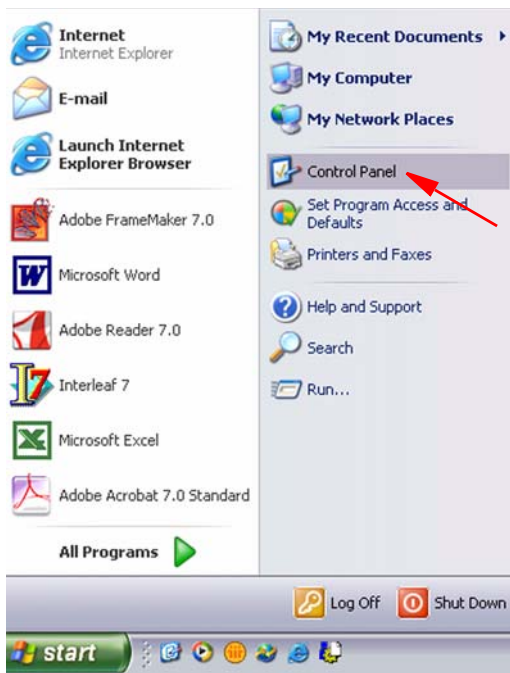 Internet
Internet Explorer
E-mail
Launch Internet
Explorer Browser
Adobe FrameMaker 7.0
Microsoft Word
Adobe Reader 7.0
Interleaf 7
Microsoft Excel
Adobe Acrobat 7.0 Standard
All Programs
My Recent Documents
My Computer
My Network Places
Control Panel
Set Program Access and
Defaults
Printers and Faxes
Help and Support
Search
Run...
Log Off
Shut Down
start